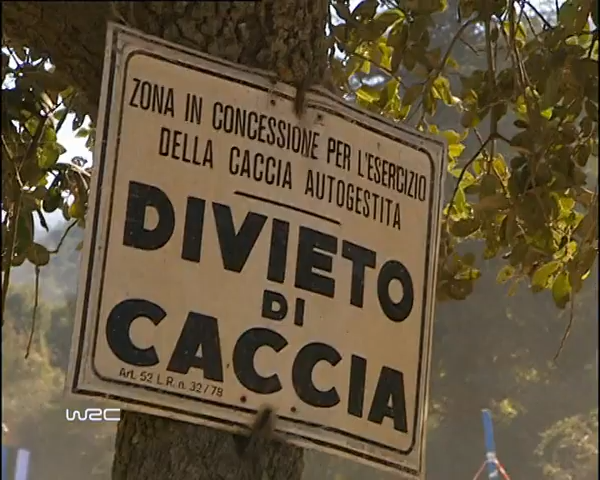 ZONA IN CONCESSIONE PER L'ESERCIZIO
DELLA CACCIA AUTOGESTITA
DIVIETO
DI
CACCIA
Art. 52 L.R. n. 32/78
WRC